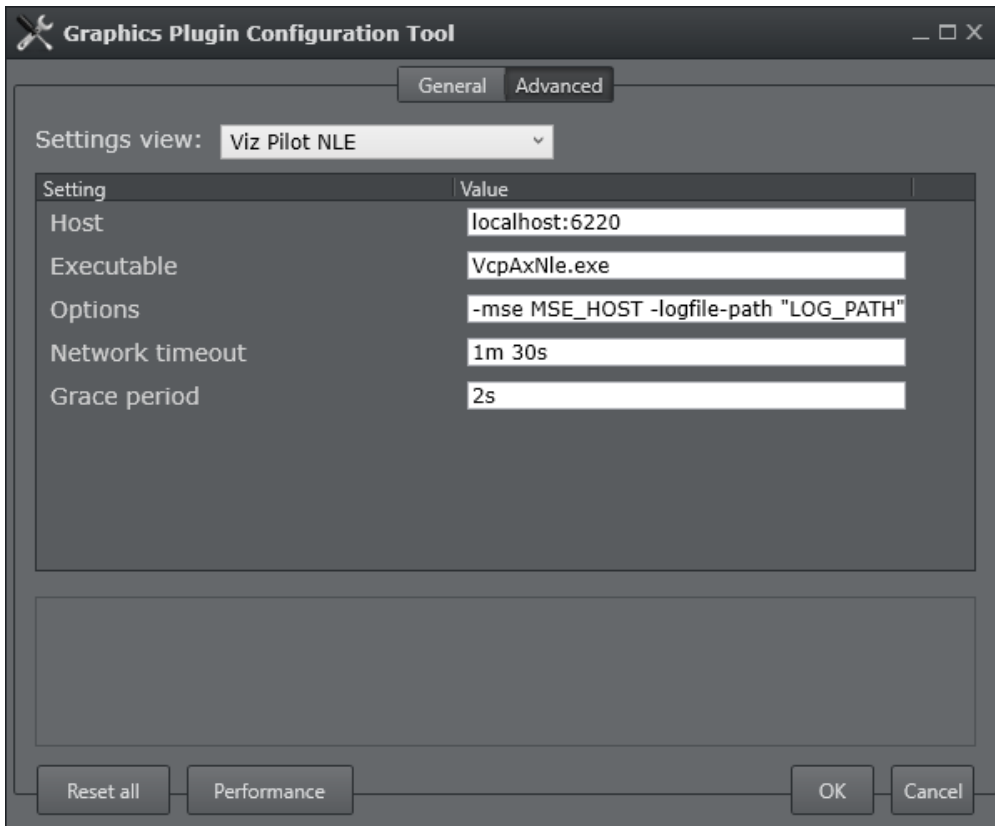 Graphics Plugin Configuration Tool
General Advanced
Settings view: Viz Pilot NLE
Setting Value
Host localhost:6220
Executable VcpAxNle.exe
Options -mse MSE_HOST -logfile-path "LOG_PATH"
Network timeout 1m 30s
Grace period 2s
Reset all Performance OK Cancel